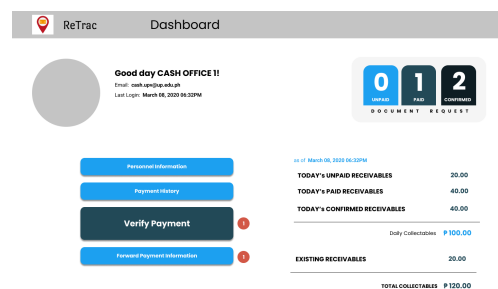 ReTrac
Dashboard
Good day CASH OFFICE 1!
Email: cash.upv@up.edu.ph
Last Login: March 08, 2020 06:32PM
0 1 2
UNPAID PAID CONFIRMED
DOCUMENT REQUEST
Personnel Information
Payment History
Verify Payment 1
Forward Payment Information 1
as of March 08, 2020 06:32PM
TODAY's UNPAID RECEIVABLES 20.00
TODAY's PAID RECEIVABLES 40.00
TODAY's CONFIRMED RECEIVABLES 40.00
Daily Collectables ₱ 100.00
EXISTING RECEIVABLES 20.00
TOTAL COLLECTABLES ₱ 120.00